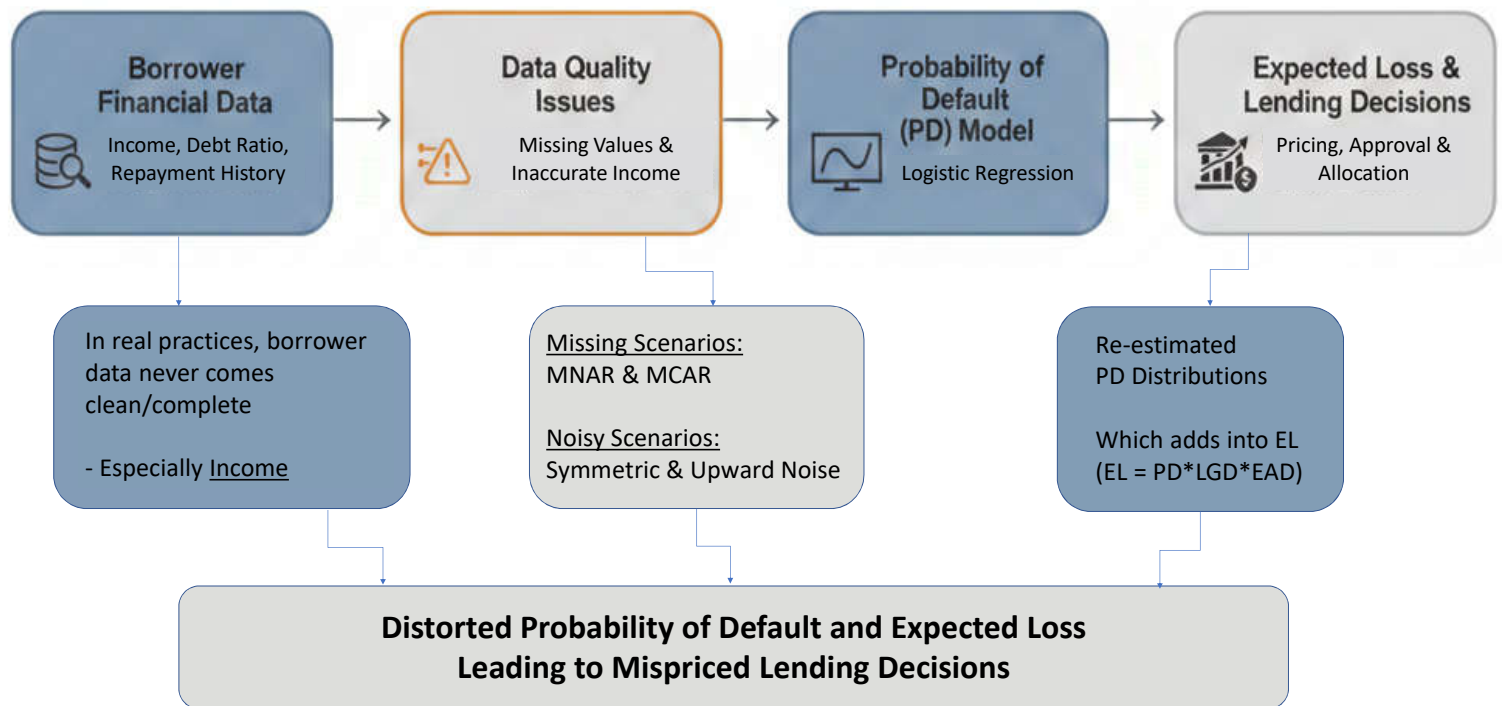 Borrower
Financial Data
Income, Debt Ratio,
Repayment History
Data Quality
Issues
Missing Values &
Inaccurate Income
Probability of
Default
(PD) Model
Logistic Regression
Expected Loss &
Lending Decisions
Pricing, Approval &
Allocation
In real practices, borrower
data never comes
clean/complete
- Especially Income
Missing Scenarios:
MNAR & MCAR
Noisy Scenarios:
Symmetric & Upward Noise
Re-estimated
PD Distributions
Which adds into EL
(EL = PD*LGD*EAD)
Distorted Probability of Default and Expected Loss
Leading to Mispriced Lending Decisions